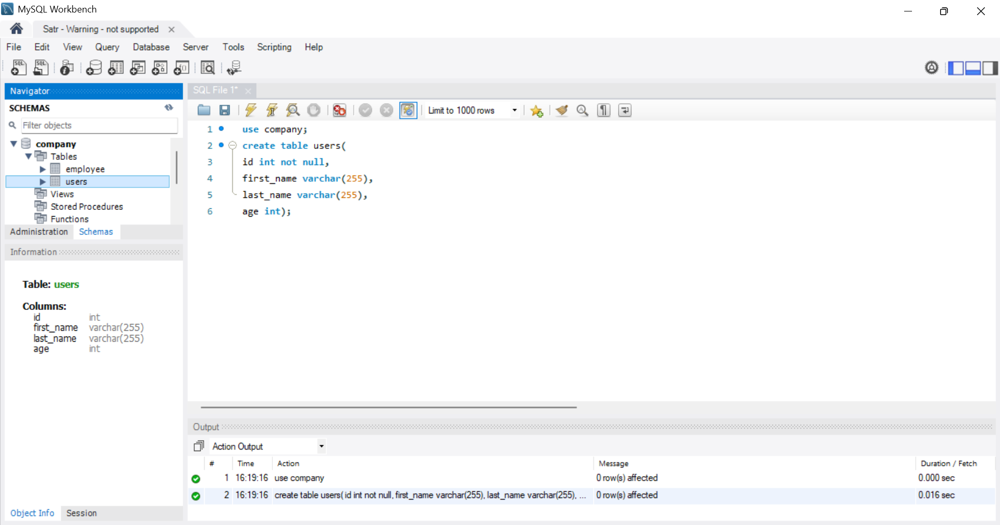 MySQL Workbench
Satr - Warning - not supported
File Edit View Query Database Server Tools Scripting Help
Navigator
SCHEMAS
Filter objects
company
Tables
employee
users
Views
Stored Procedures
Functions
Administration Schemas
Information
Table: users
Columns:
id int
first_name varchar(255)
last_name varchar(255)
age int
Object Info Session
SQL File 1*
Limit to 1000 rows
1 use company;
2 create table users(
3 id int not null,
4 first_name varchar(255),
5 last_name varchar(255),
6 age int);
Output
Action Output
# Time Action Message Duration / Fetch
1 16:19:16 use company 0 row(s) affected 0.000 sec
2 16:19:16 create table users( id int not null, first_name varchar(255), last_name varchar(255), ... 0 row(s) affected 0.016 sec